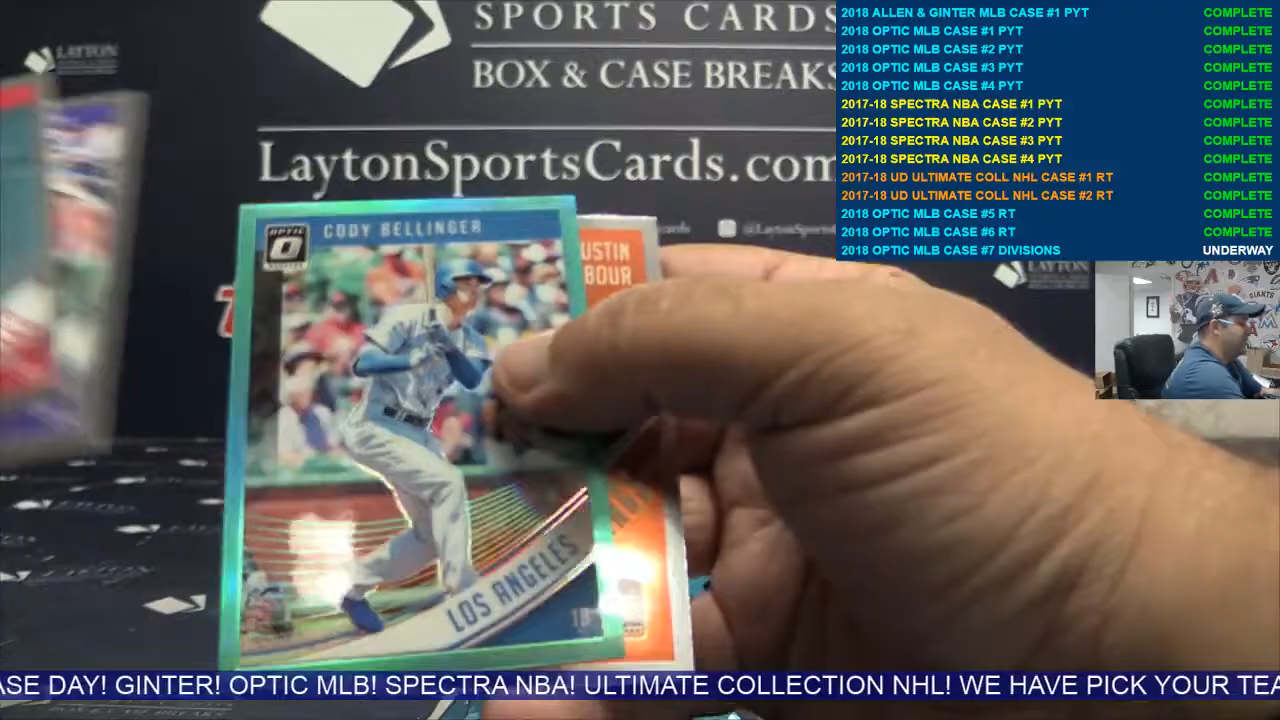 SPORTS CARDS
BOX & CASE BREAKS
LaytonSportsCards.com
LAYTON
2018 ALLEN & GINTER MLB CASE #1 PYT COMPLETE
2018 OPTIC MLB CASE #1 PYT COMPLETE
2018 OPTIC MLB CASE #2 PYT COMPLETE
2018 OPTIC MLB CASE #3 PYT COMPLETE
2018 OPTIC MLB CASE #4 PYT COMPLETE
2017-18 SPECTRA NBA CASE #1 PYT COMPLETE
2017-18 SPECTRA NBA CASE #2 PYT COMPLETE
2017-18 SPECTRA NBA CASE #3 PYT COMPLETE
2017-18 SPECTRA NBA CASE #4 PYT COMPLETE
2017-18 UD ULTIMATE COLL NHL CASE #1 RT COMPLETE
2017-18 UD ULTIMATE COLL NHL CASE #2 RT COMPLETE
2018 OPTIC MLB CASE #5 RT COMPLETE
2018 OPTIC MLB CASE #6 RT COMPLETE
2018 OPTIC MLB CASE #7 DIVISIONS UNDERWAY
OPTIC
CODY BELLINGER
USTIN
BOUR
LAYTON
GIANTS
LOS ANGELES
ASE DAY! GINTER! OPTIC MLB! SPECTRA NBA! ULTIMATE COLLECTION NHL! WE HAVE PICK YOUR TEA